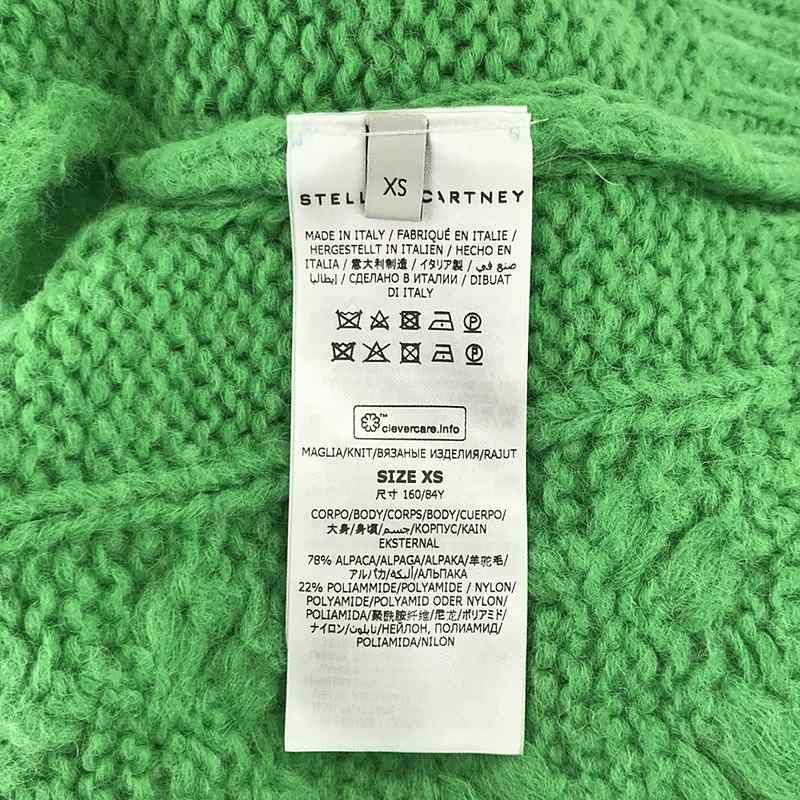 XS
STELL CARTNEY
MADE IN ITALY / FABRIQUÉ EN ITALIE /
HERGESTELLT IN ITALIEN / HECHO EN
ITALIA / 意大利制造 / イタリア製 / صنع في
إيطاليا / СДЕЛАНО В ИТАЛИИ / DIBUAT
DI ITALY
P
P
clevercare.info
MAGLIA/KNIT/ВЯЗАНЫЕ ИЗДЕЛИЯ/RAJUT
SIZE XS
尺寸 160/84Y
CORPO/BODY/CORPS/BODY/CUERPO/
大身/身頃/جسم/КОРПУС/KAIN
EKSTERNAL
78% ALPACA/ALPAGA/ALPAKA/羊驼毛/
アルパカ/ألبكة/АЛЬПАКА
22% POLIAMMIDE/POLYAMIDE / NYLON/
POLYAMIDE/POLYAMID ODER NYLON/
POLIAMIDA/聚酰胺纤维/尼龙/ポリアミド/
ナイロン/نايلون/НЕЙЛОН, ПОЛИАМИД/
POLIAMIDA/NILON